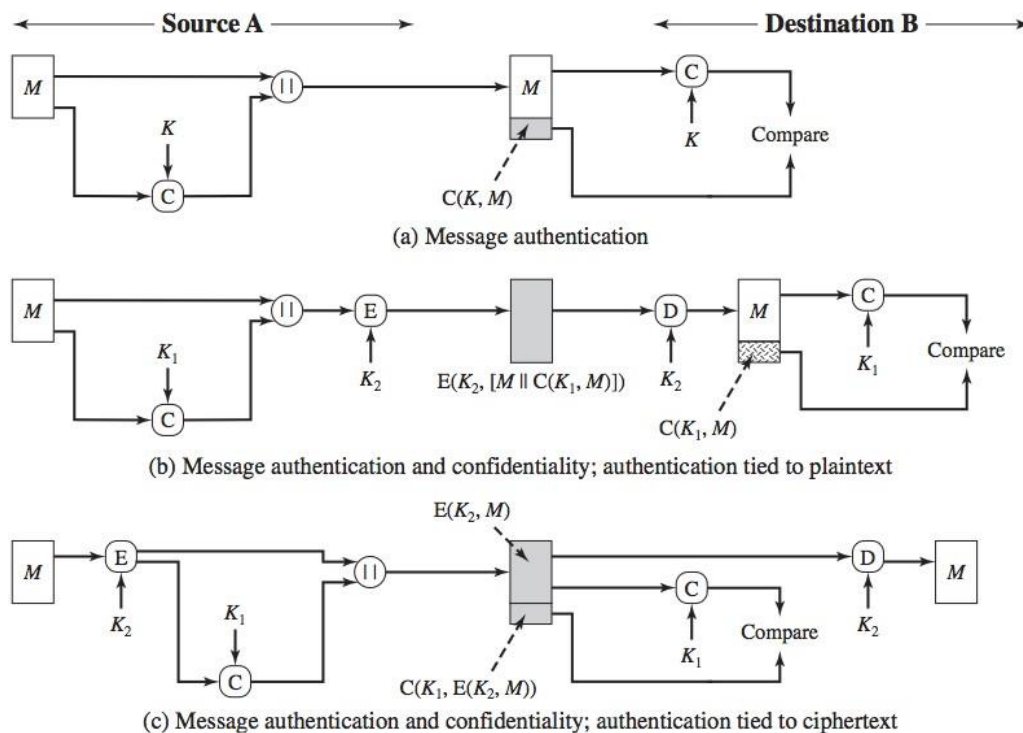 Source A
Destination B
M
K
C
||
M
C(K, M)
C
K
Compare
(a) Message authentication
M
K₁
C
||
E
K₂
E(K₂, [M || C(K₁, M)])
D
K₂
M
C(K₁, M)
C
K₁
Compare
(b) Message authentication and confidentiality; authentication tied to plaintext
M
E
K₂
K₁
C
||
E(K₂, M)
C(K₁, E(K₂, M))
C
K₁
Compare
D
K₂
M
(c) Message authentication and confidentiality; authentication tied to ciphertext